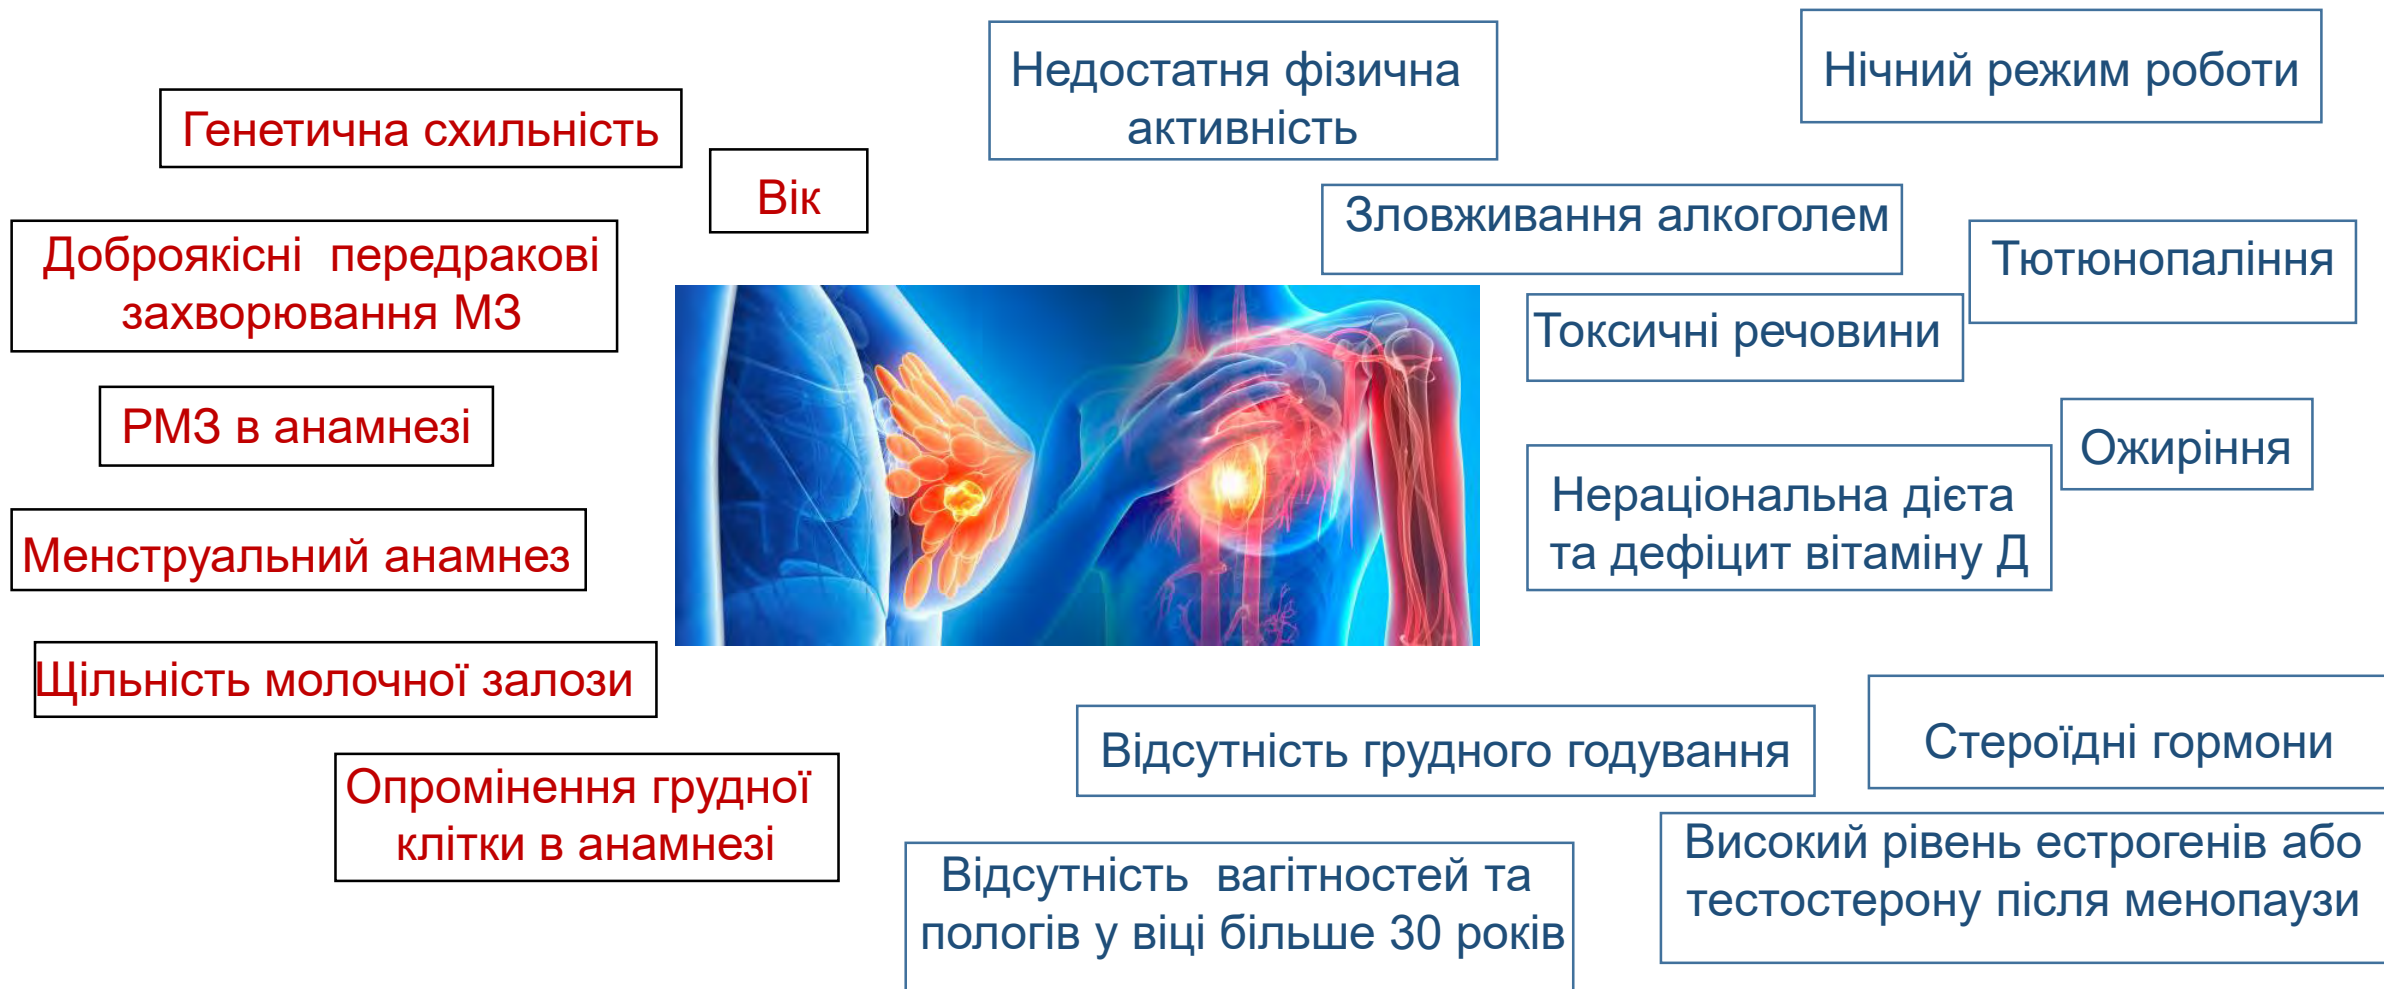 Недостатня фізична
активність
Нічний режим роботи
Генетична схильність
Вік
Зловживання алкоголем
Тютюнопаління
Доброякісні передракові
захворювання МЗ
Токсичні речовини
РМЗ в анамнезі
Ожиріння
Нераціональна дієта
та дефіцит вітаміну Д
Менструальний анамнез
Щільність молочної залози
Відсутність грудного годування
Стероїдні гормони
Опромінення грудної
клітки в анамнезі
Відсутність вагітностей та
пологів у віці більше 30 років
Високий рівень естрогенів або
тестостерону після менопаузи